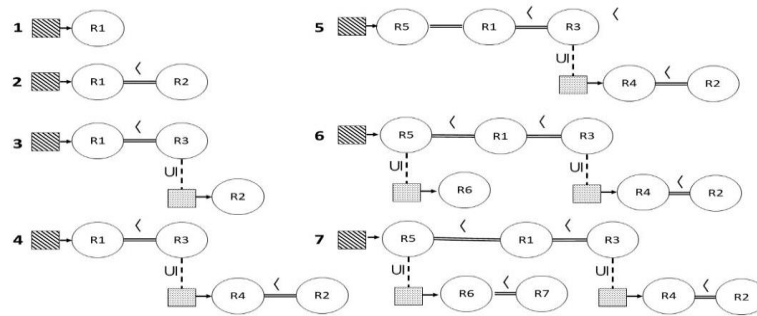 1 R1
2 R1 < R2
3 R1 < R3
UI
R2
4 R1 < R3
UI
R4 < R2
5 R5 R1 < R3 <
UI
R4 < R2
6 R5 < R1 < R3
UI UI
R6 R4 < R2
7 R5 < R1 < R3
UI UI
R6 < R7 R4 < R2